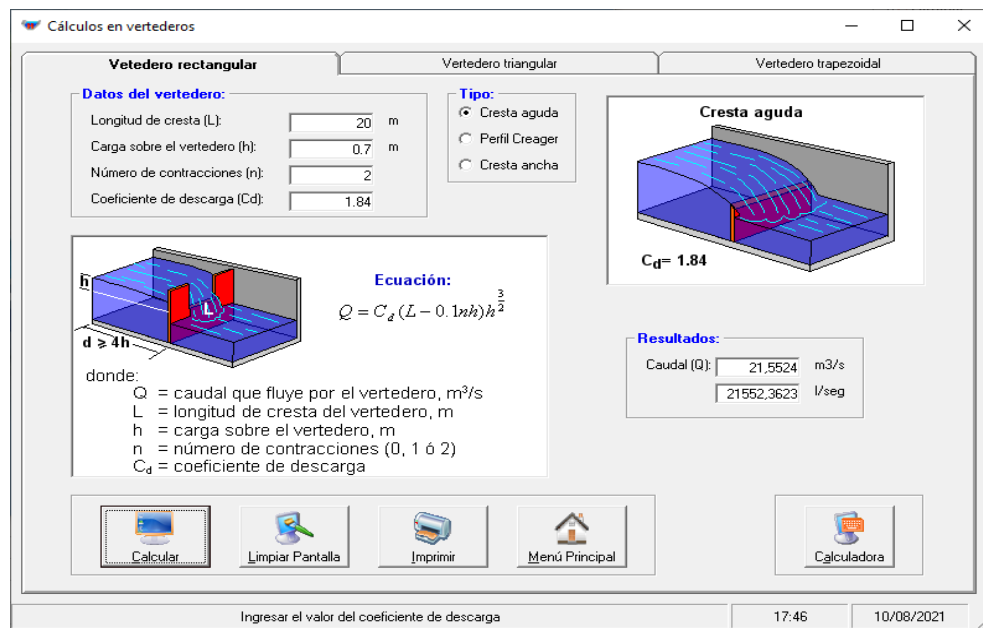 Cálculos en vertederos
Vetedero rectangular
Vertedero triangular
Vertedero trapezoidal
Datos del vertedero:
Longitud de cresta (L): 20 m
Carga sobre el vertedero (h): 0.7 m
Número de contracciones (n): 2
Coeficiente de descarga (Cd): 1.84
Tipo:
Cresta aguda
Perfil Creager
Cresta ancha
Cresta aguda
Cd= 1.84
h
L
d ≥ 4h
Ecuación:
Q = C_d (L − 0.1nh)h^{3/2}
donde:
Q = caudal que fluye por el vertedero, m³/s
L = longitud de cresta del vertedero, m
h = carga sobre el vertedero, m
n = número de contracciones (0, 1 ó 2)
Cd = coeficiente de descarga
Resultados:
Caudal (Q): 21,5524 m3/s
21552,3623 l/seg
Calcular
Limpiar Pantalla
Imprimir
Menú Principal
Calculadora
Ingresar el valor del coeficiente de descarga
17:46
10/08/2021